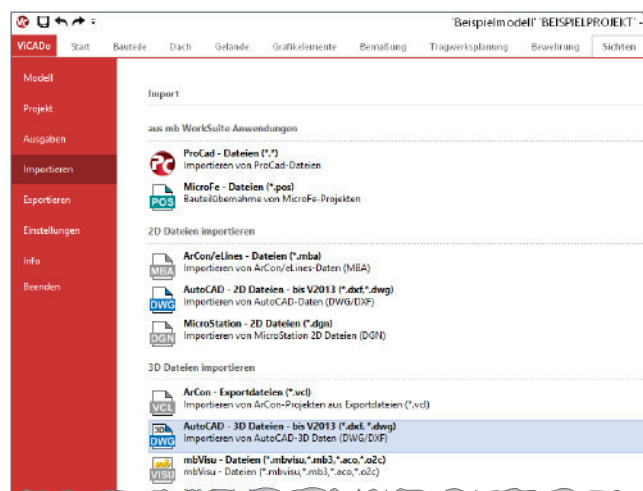 'Beispielmodell' 'BEISPIELPROJEKT' -
ViCADo Start Bauteile Dach Gelände Grafikelemente Bemaßung Tragwerksplanung Bewehrung Sichten
Modell
Projekt
Ausgaben
Importieren
Exportieren
Einstellungen
Info
Beenden
Import
aus mb WorkSuite Anwendungen
ProCad - Dateien (*.*)
Importieren von ProCad-Dateien
POS
MicroFe - Dateien (*.pos)
Bauteilübernahme von MicroFe-Projekten
2D Dateien importieren
MBA
ArCon/eLines - Dateien (*.mba)
Importieren von ArCon/eLines-Daten (MBA)
DWG
AutoCAD - 2D Dateien - bis V2013 (*.dxf,*.dwg)
Importieren von AutoCAD-Daten (DWG/DXF)
DGN
MicroStation - 2D Dateien (*.dgn)
Importieren von MicroStation 2D Dateien (DGN)
3D Dateien importieren
VCL
ArCon - Exportdateien (*.vcl)
Importieren von ArCon-Projekten aus Exportdateien (*.vcl)
3D
DWG
AutoCAD - 3D Dateien - bis V2013 (*.dxf, *.dwg)
Importieren von AutoCAD-3D Daten (DWG/DXF)
mb
VISU
mbVisu - Dateien (*.mbvisu,*.mb3,*.aco,*.o2c)
mbVisu - Dateien (*.mbvisu,*.mb3,*.aco,*.o2c)